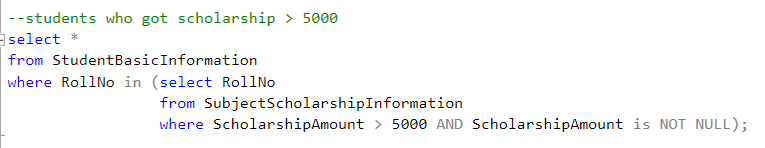 --students who got scholarship > 5000
select *
from StudentBasicInformation
where RollNo in (select RollNo
from SubjectScholarshipInformation
where ScholarshipAmount > 5000 AND ScholarshipAmount is NOT NULL);